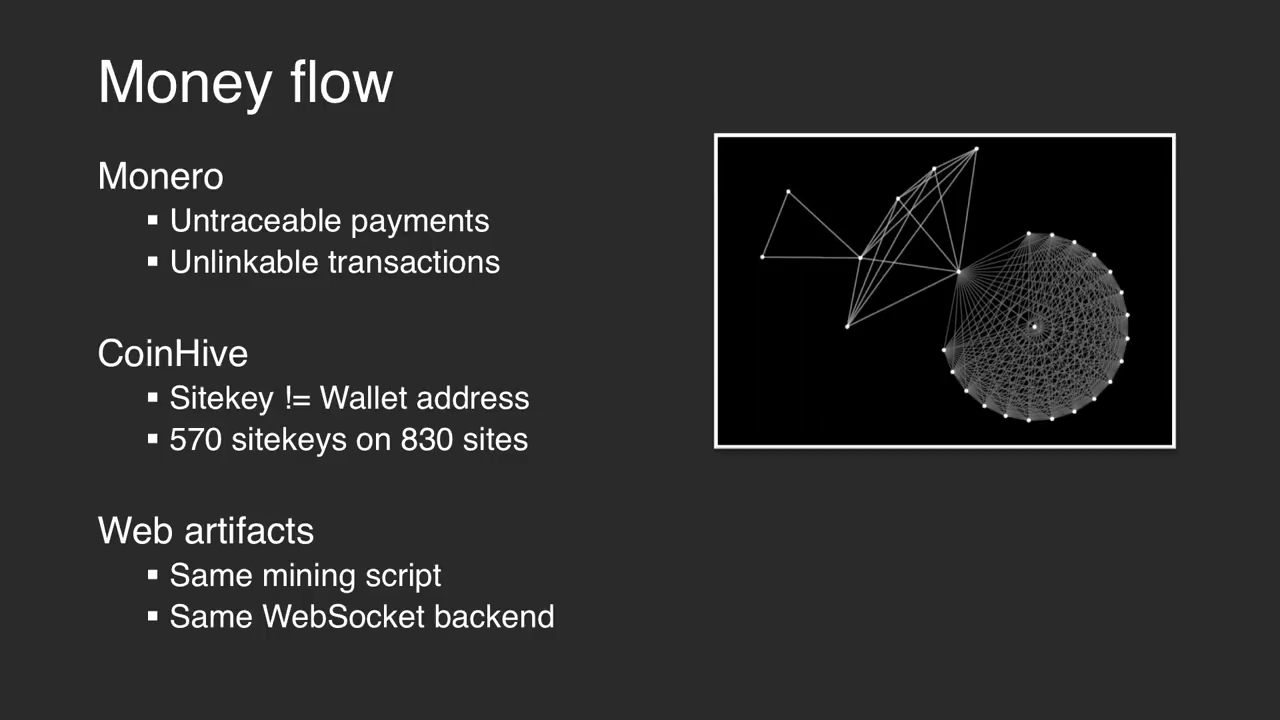 Money flow
Monero
▪ Untraceable payments
▪ Unlinkable transactions
CoinHive
▪ Sitekey != Wallet address
▪ 570 sitekeys on 830 sites
Web artifacts
▪ Same mining script
▪ Same WebSocket backend